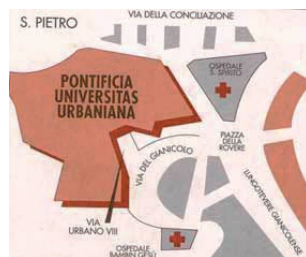 VIA DELLA CONCILIAZIONE
S. PIETRO
OSPEDALE
S. SPIRITO
PONTIFICIA
UNIVERSITAS
URBANIANA
PIAZZA
DELLA
ROVERE
VIA DEL GIANICOLO
LUNGOTEVERE GIANICOLENSE
VIA
URBANO VIII
OSPEDALE
BAMBIN GESÙ